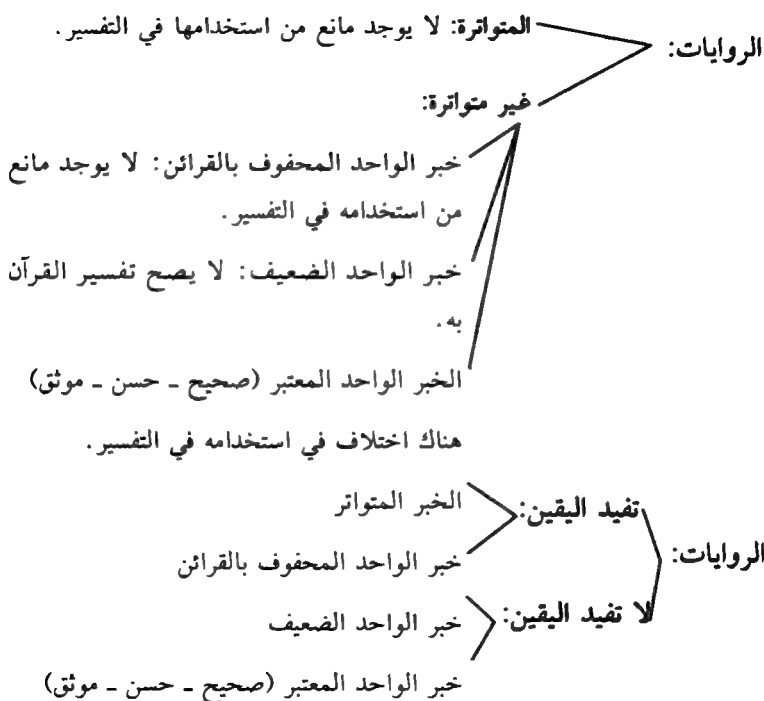 الروايات:
المتواترة: لا يوجد مانع من استخدامها في التفسير.
غير متواترة:
خبر الواحد المحفوف بالقرائن: لا يوجد مانع
من استخدامه في التفسير.
خبر الواحد الضعيف: لا يصح تفسير القرآن
به.
الخبر الواحد المعتبر (صحيح - حسن - موثق)
هناك اختلاف في استخدامه في التفسير.
الروايات:
تفيد اليقين:
الخبر المتواتر
خبر الواحد المحفوف بالقرائن
لا تفيد اليقين:
خبر الواحد الضعيف
خبر الواحد المعتبر (صحيح - حسن - موثق)